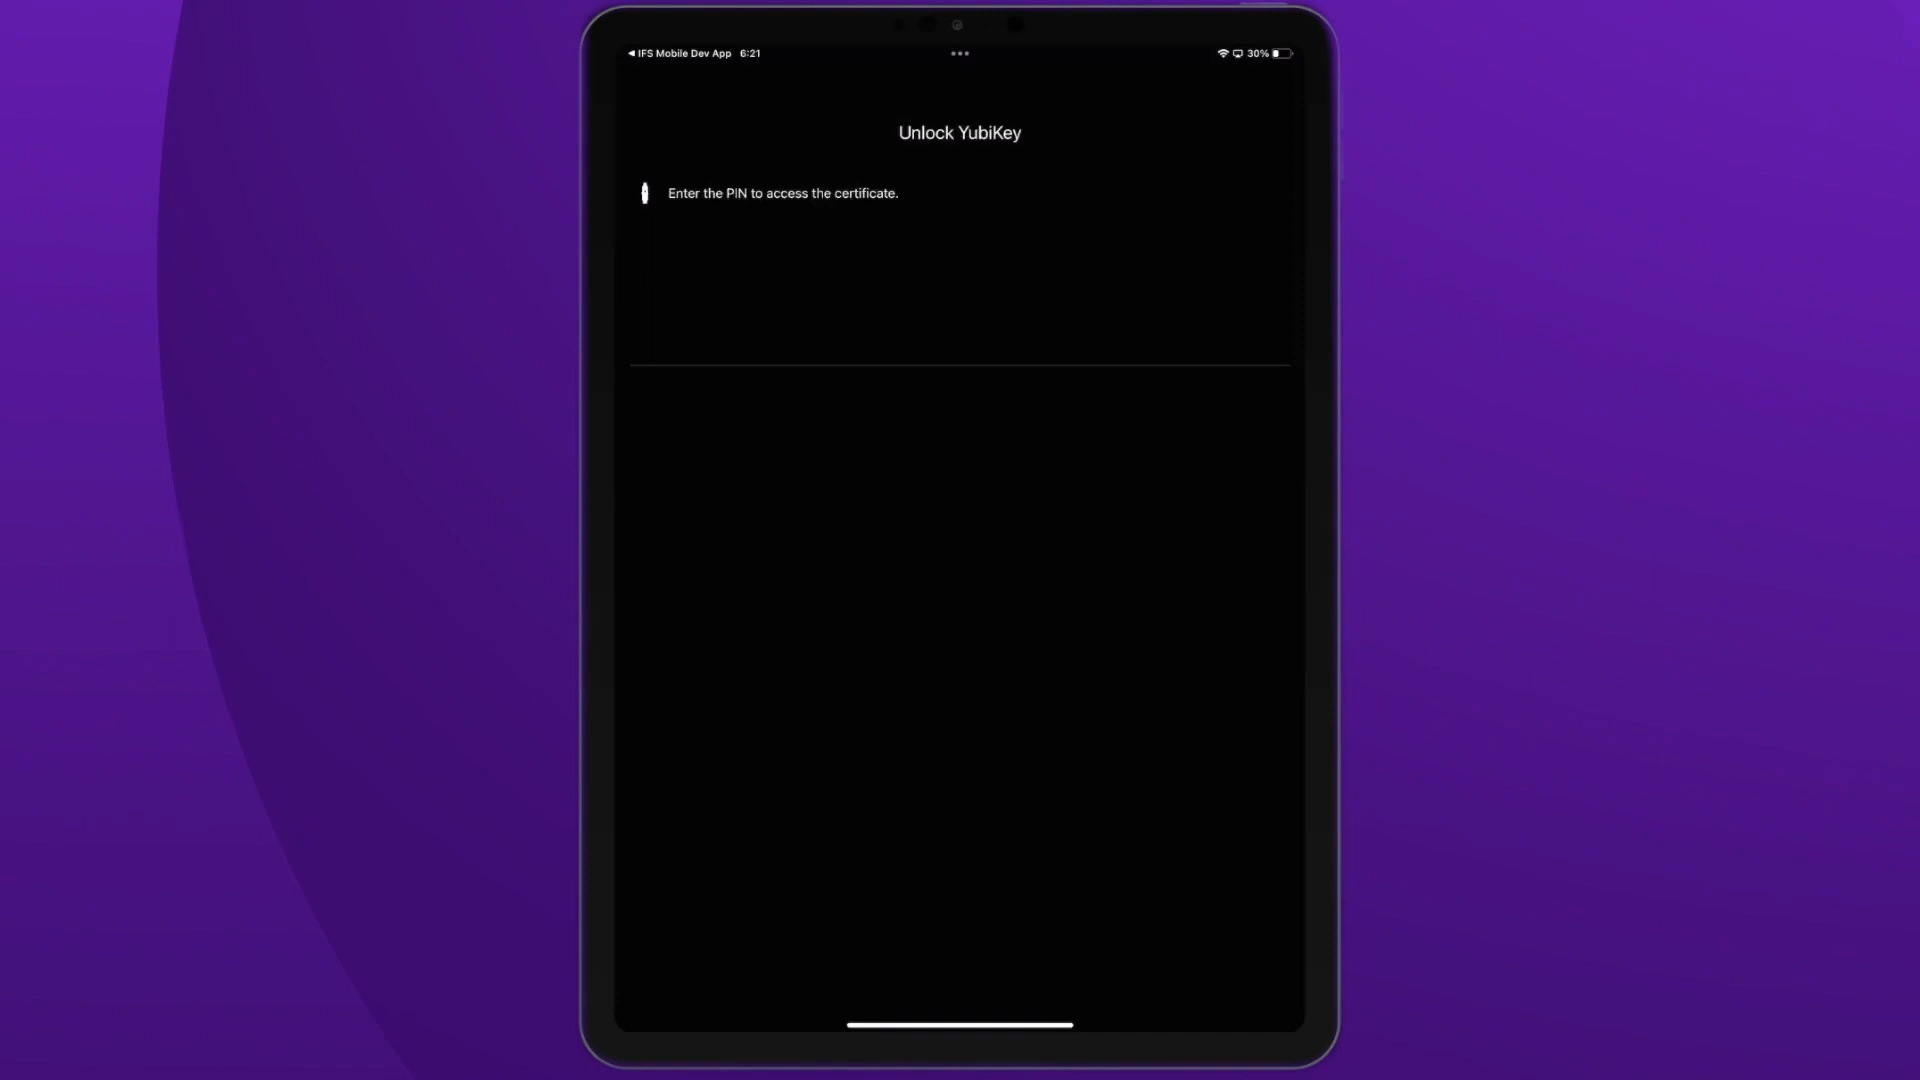 ◀ IFS Mobile Dev App 6:21 30%
Unlock YubiKey
Enter the PIN to access the certificate.